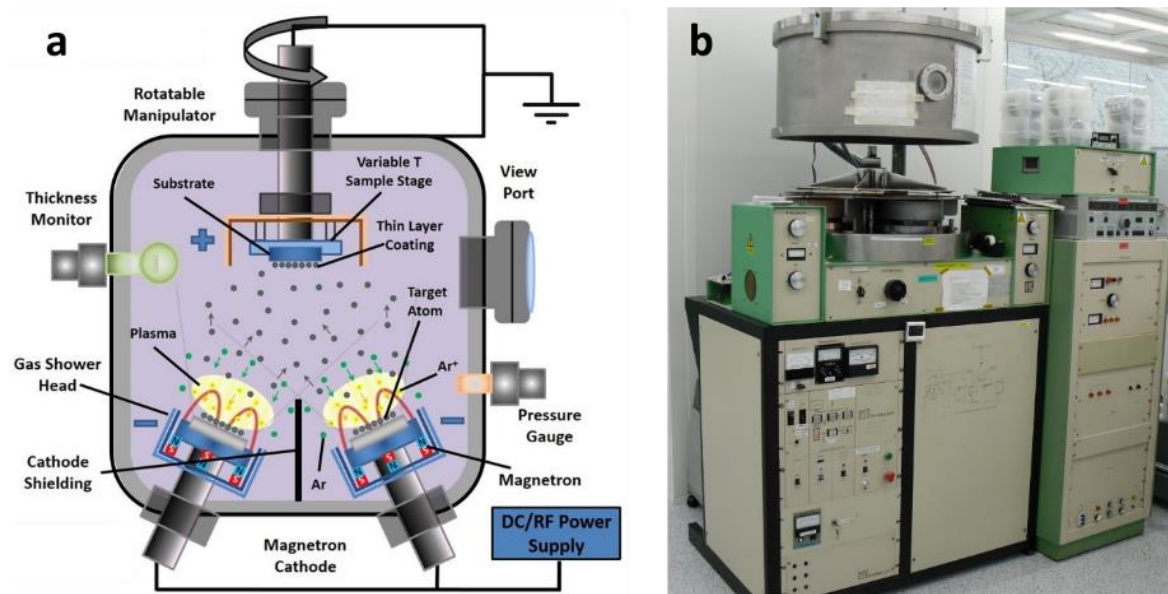 a
Rotatable
Manipulator
Thickness
Monitor
Substrate
Variable T
Sample Stage
Thin Layer
Coating
View
Port
Target
Atom
Plasma
Gas Shower
Head
Ar⁺
Pressure
Gauge
N
S
N
S
N
S
N
S
N
S
Cathode
Shielding
Ar
Magnetron
Magnetron
Cathode
DC/RF Power
Supply
b